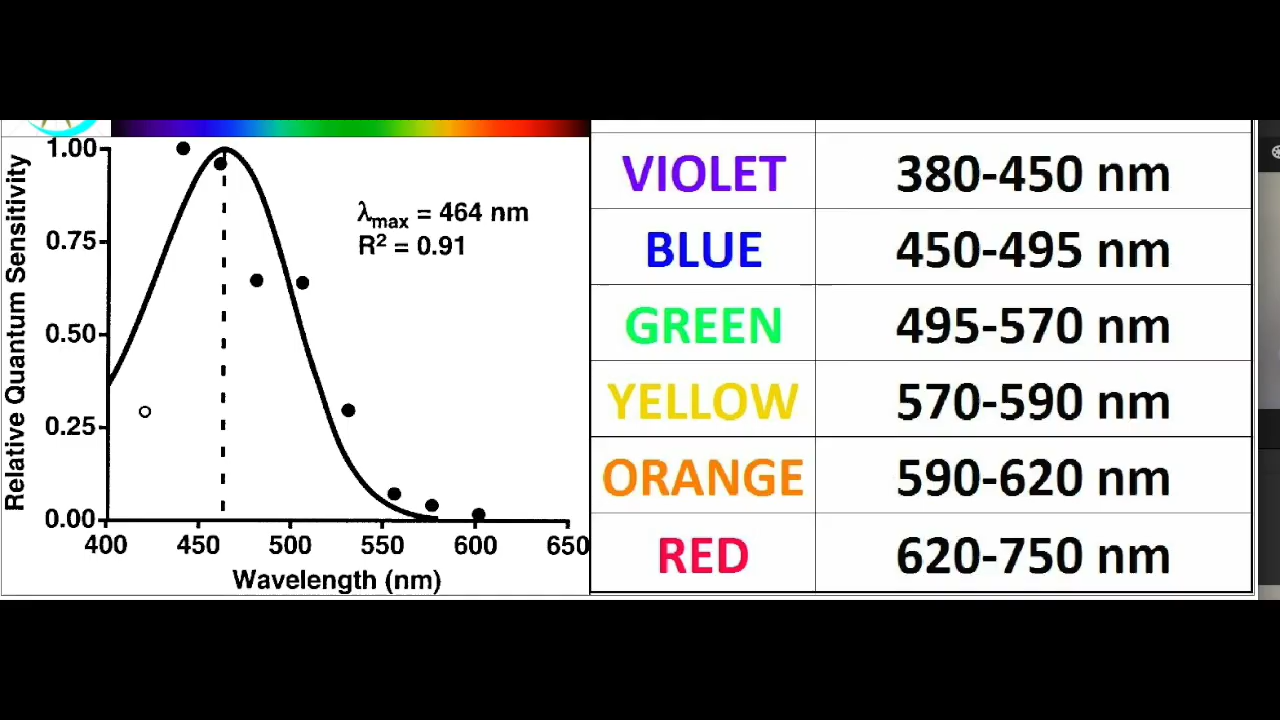 Relative Quantum Sensitivity
1.00
0.75
0.50
0.25
0.00
400 450 500 550 600 650
Wavelength (nm)
λmax = 464 nm
R² = 0.91
VIOLET 380-450 nm
BLUE 450-495 nm
GREEN 495-570 nm
YELLOW 570-590 nm
ORANGE 590-620 nm
RED 620-750 nm